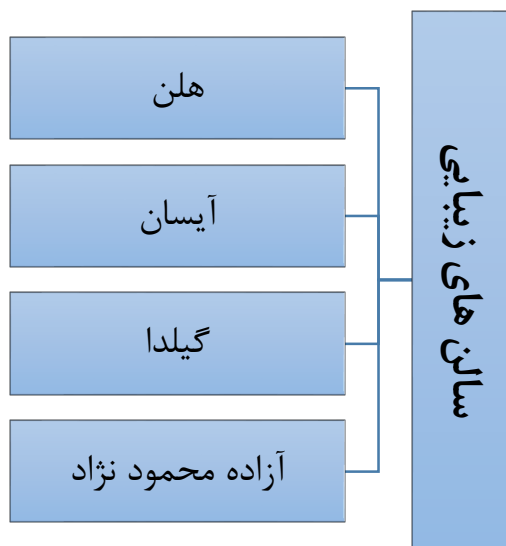 سالن های زیبایی
هلن
آیسان
گیلدا
آزاده محمود نژاد